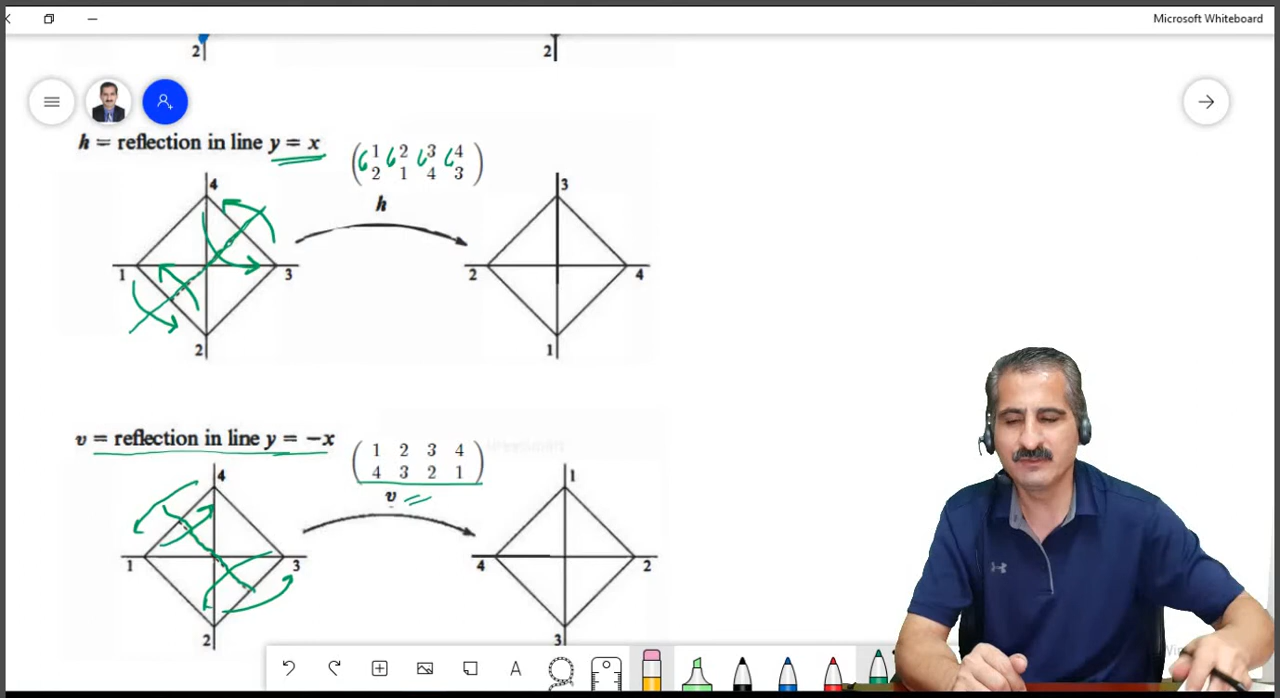 Microsoft Whiteboard
2 2
h = reflection in line y = x
( 1 2 3 4
2 1 4 3 )
h
4 3
1 3 2 4
2 1
v = reflection in line y = −x
( 1 2 3 4
4 3 2 1 )
v
4 1
1 3 4 2
2 3
A